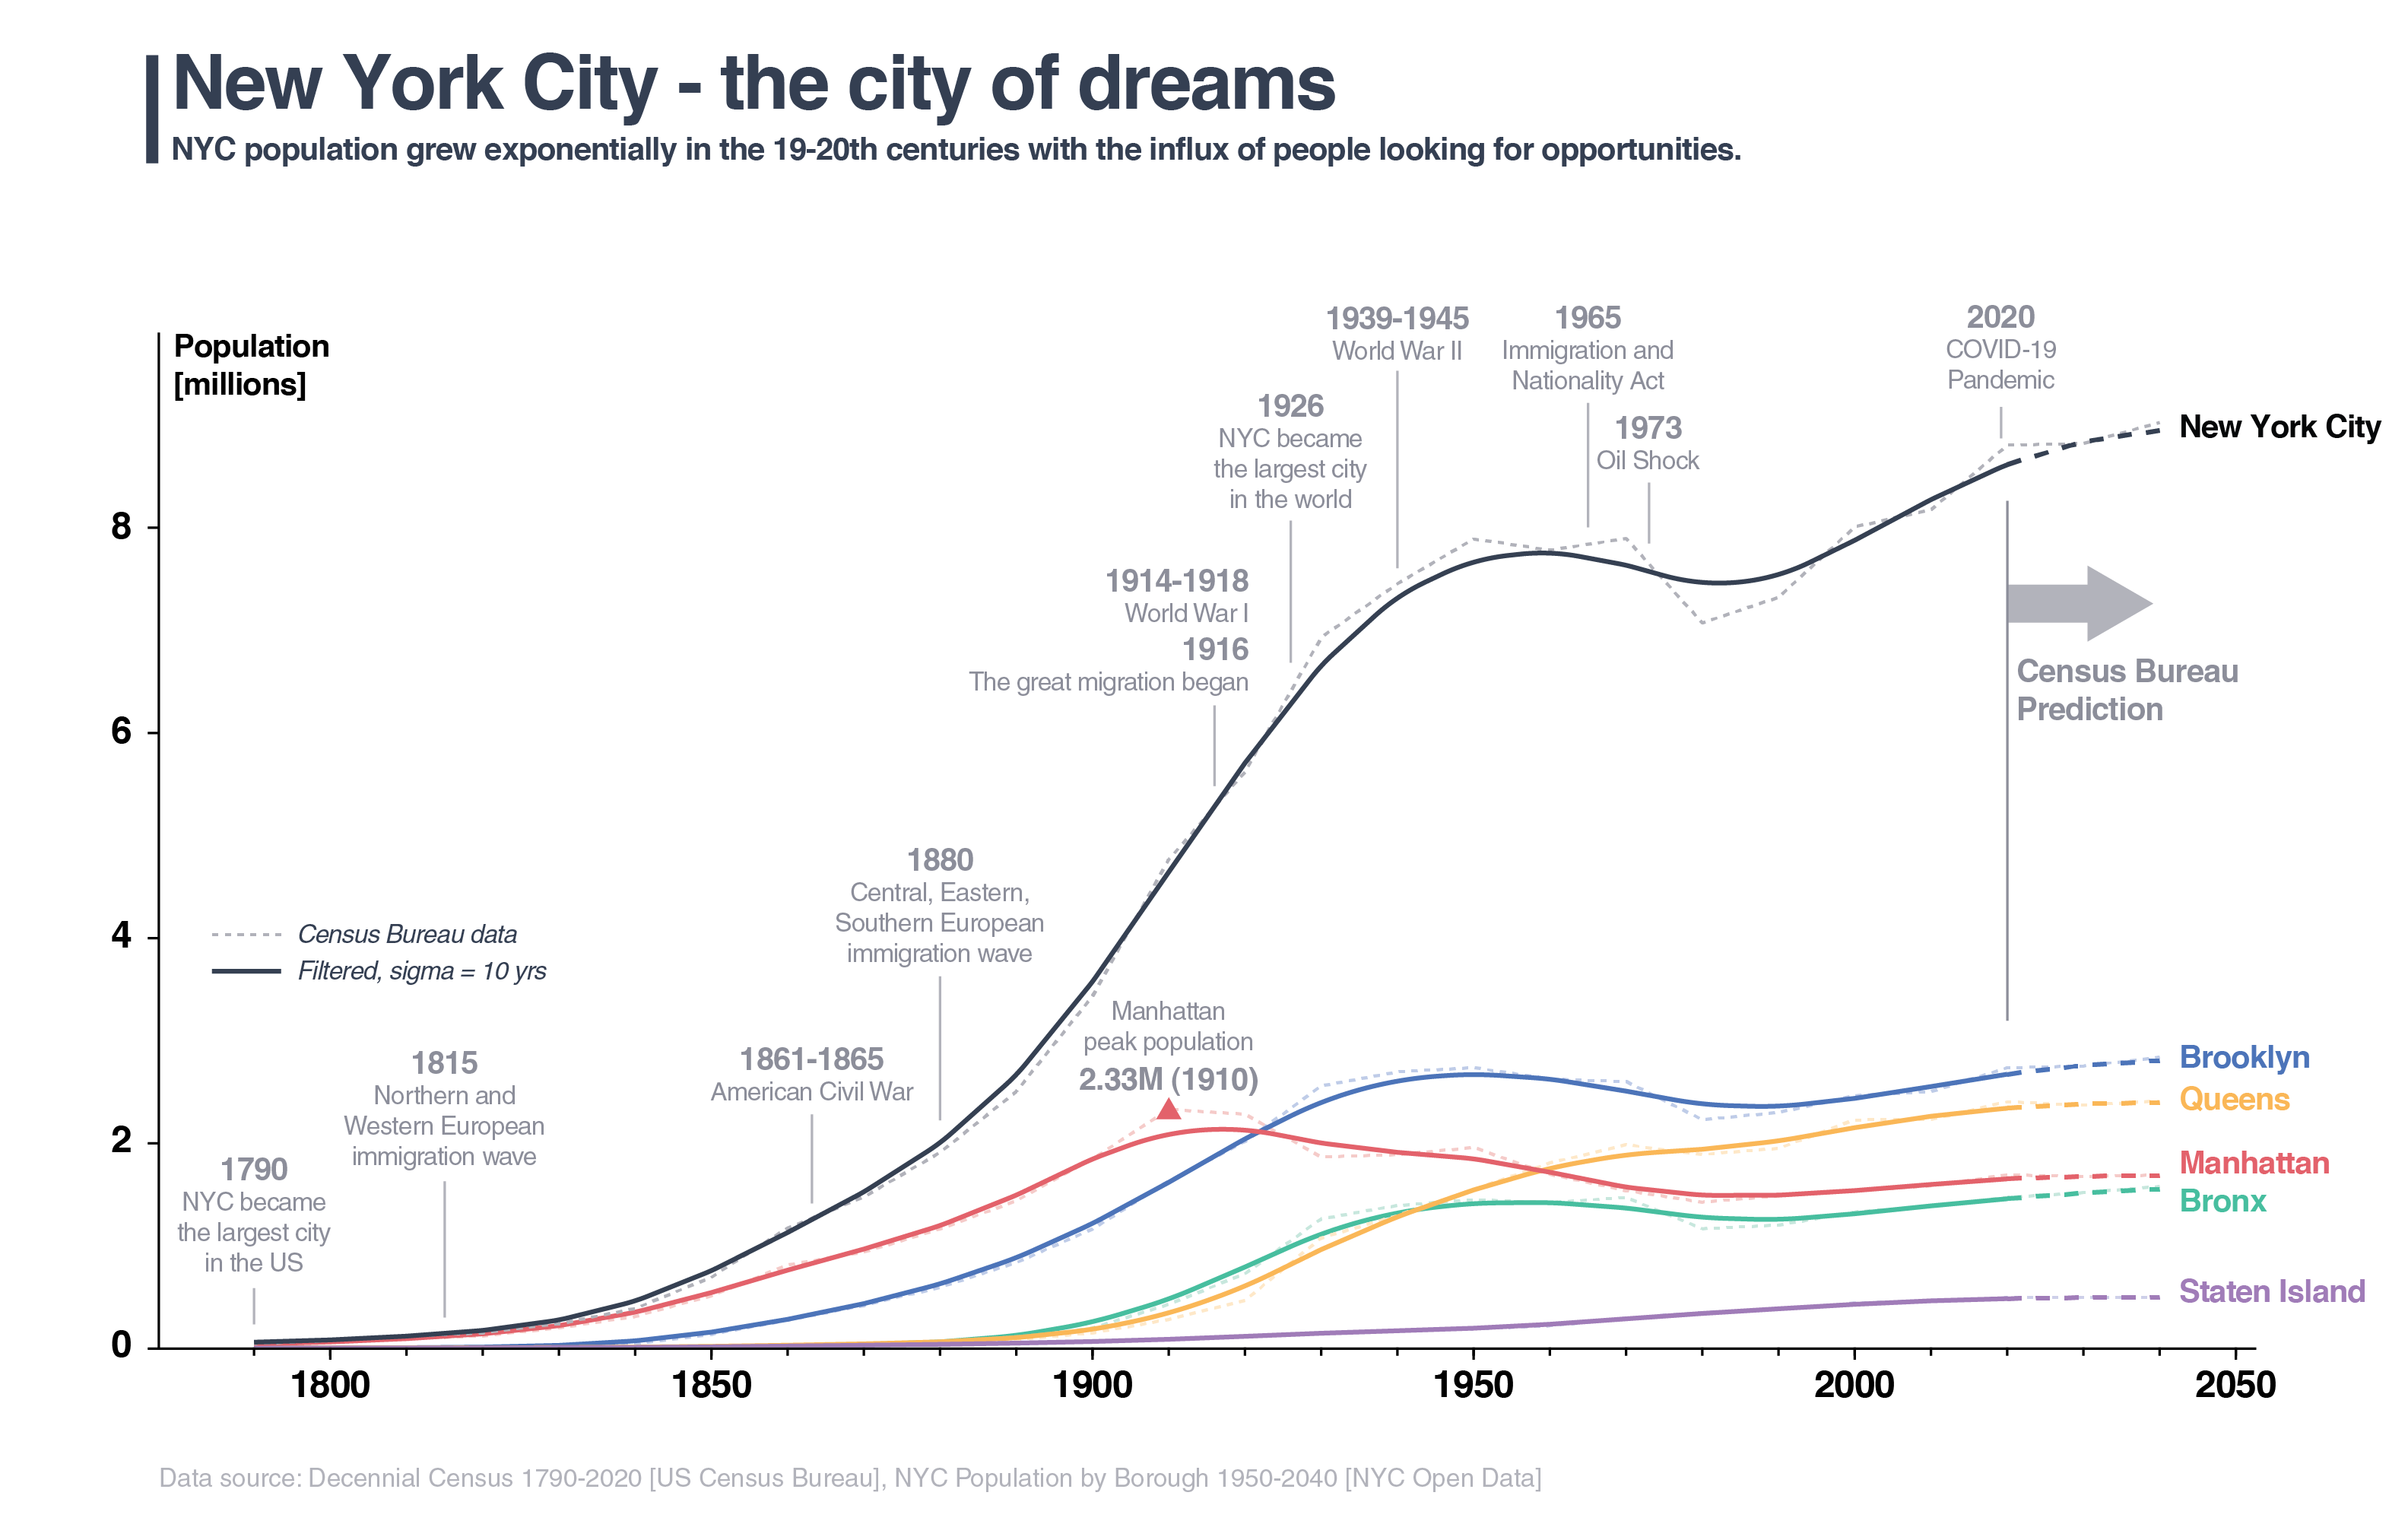 New York City - the city of dreams
NYC population grew exponentially in the 19-20th centuries with the influx of people looking for opportunities.
Population
[millions]
1939-1945
World War II
1965
Immigration and
Nationality Act
2020
COVID-19
Pandemic
1926
NYC became
the largest city
in the world
1973
Oil Shock
New York City
8
1914-1918
World War I
1916
The great migration began
Census Bureau
Prediction
6
1880
Central, Eastern,
Southern European
immigration wave
4
Census Bureau data
Filtered, sigma = 10 yrs
Manhattan
peak population
2.33M (1910)
1861-1865
American Civil War
1815
Northern and
Western European
immigration wave
Brooklyn
Queens
2
1790
NYC became
the largest city
in the US
Manhattan
Bronx
Staten Island
0
1800
1850
1900
1950
2000
2050
Data source: Decennial Census 1790-2020 [US Census Bureau], NYC Population by Borough 1950-2040 [NYC Open Data]